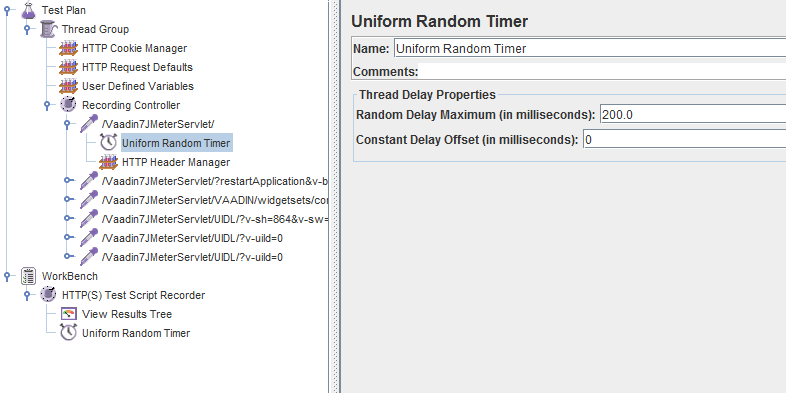 Test Plan
Thread Group
HTTP Cookie Manager
HTTP Request Defaults
User Defined Variables
Recording Controller
/Vaadin7JMeterServlet/
Uniform Random Timer
HTTP Header Manager
/Vaadin7JMeterServlet/?restartApplication&v-b
/Vaadin7JMeterServlet/VAADIN/widgetsets/con
/Vaadin7JMeterServlet/UIDL/?v-sh=864&v-sw=
/Vaadin7JMeterServlet/UIDL/?v-uiId=0
/Vaadin7JMeterServlet/UIDL/?v-uiId=0
WorkBench
HTTP(S) Test Script Recorder
View Results Tree
Uniform Random Timer
Uniform Random Timer
Name: Uniform Random Timer
Comments:
Thread Delay Properties
Random Delay Maximum (in milliseconds): 200.0
Constant Delay Offset (in milliseconds): 0